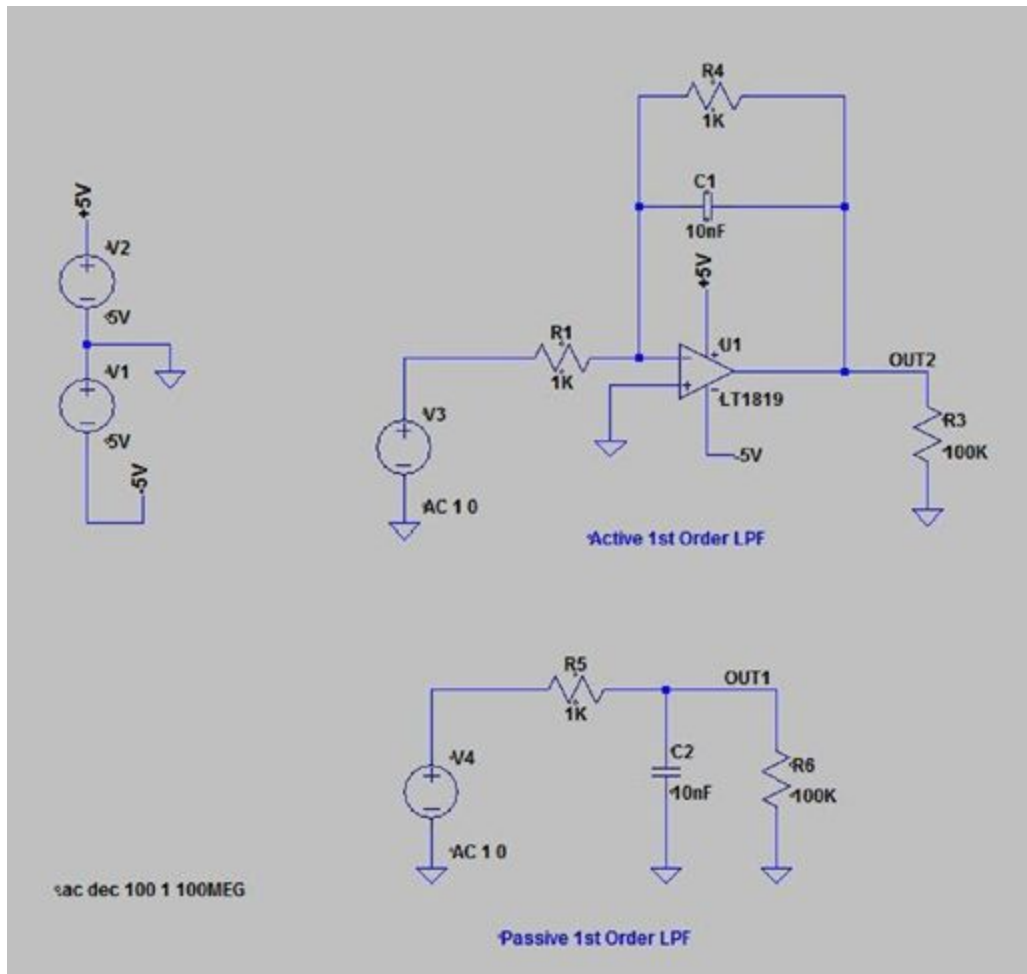 R4
1K
C1
10nF
+5V
V2
5V
V1
5V
-5V
+5V
R1
1K
-
+
U1
+
-
LT1819
-5V
OUT2
R3
100K
V3
+
-
AC 1 0
Active 1st Order LPF
R5
1K
OUT1
V4
+
-
AC 1 0
C2
10nF
R6
100K
.ac dec 100 1 100MEG
Passive 1st Order LPF